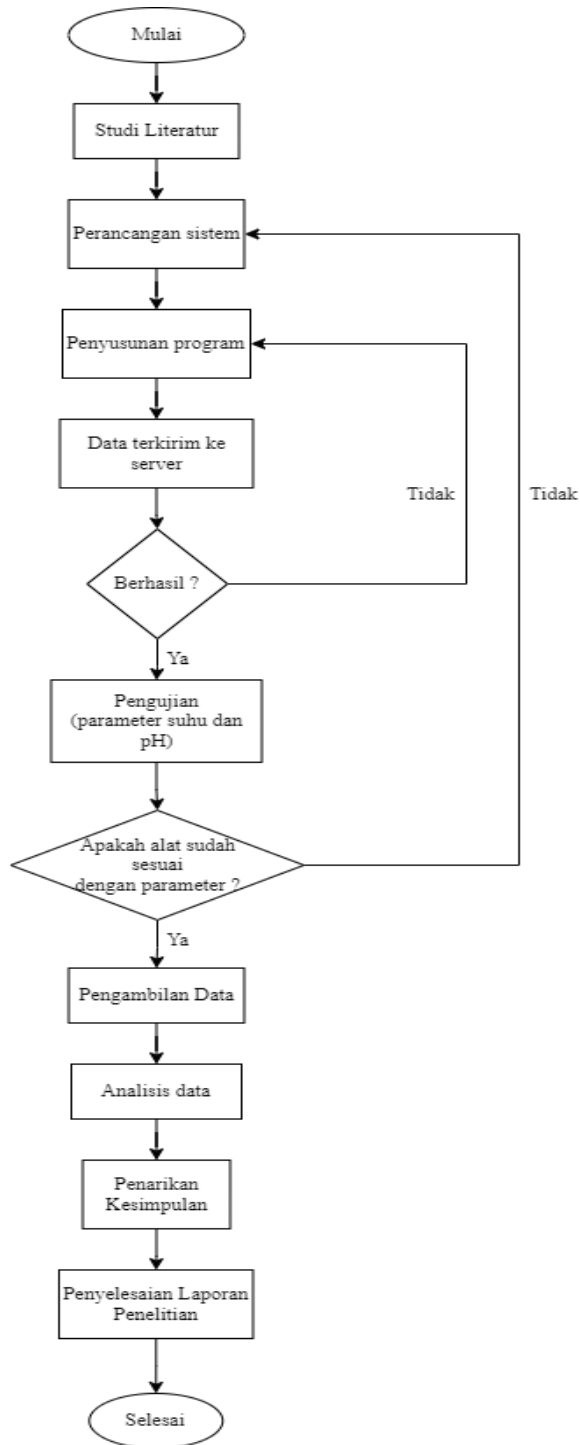 Mulai
Studi Literatur
Perancangan sistem
Penyusunan program
Data terkirim ke
server
Tidak
Tidak
Berhasil ?
Ya
Pengujian
(parameter suhu dan
pH)
Apakah alat sudah
sesuai
dengan parameter ?
Ya
Pengambilan Data
Analisis data
Penarikan
Kesimpulan
Penyelesaian Laporan
Penelitian
Selesai